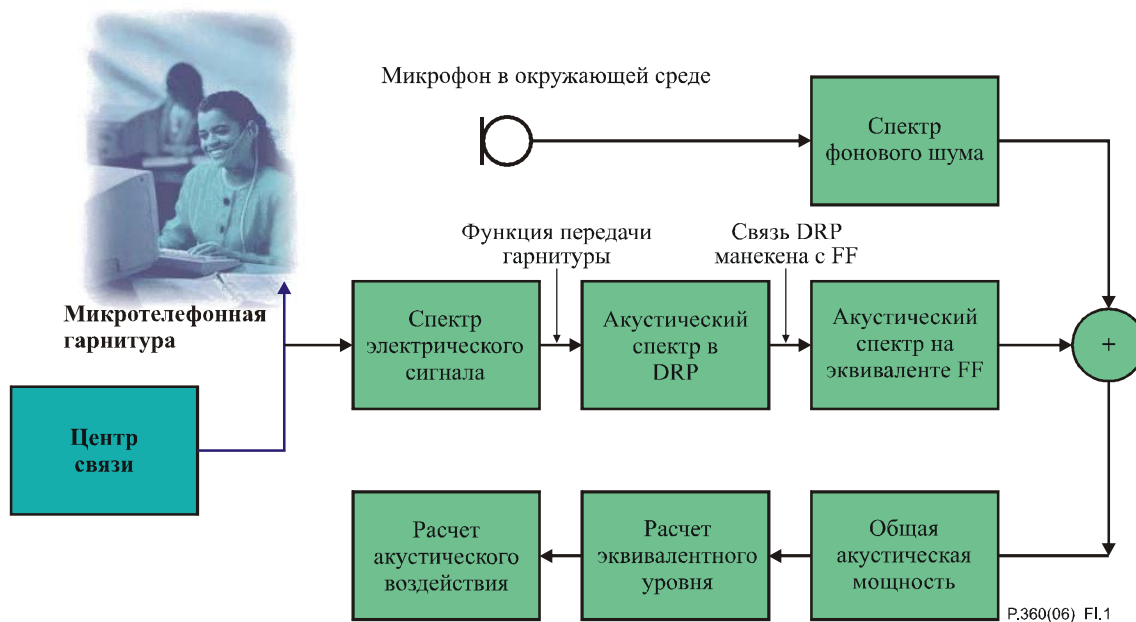 Микрофон в окружающей среде
Спектр
фонового шума
Функция передачи
гарнитуры
Связь DRP
манекена с FF
Микротелефонная
гарнитура
Спектр
электрического
сигнала
Акустический
спектр в
DRP
Акустический
спектр на
эквиваленте FF
+
Центр
связи
Расчет
акустического
воздействия
Расчет
эквивалентного
уровня
Общая
акустическая
мощность
P.360(06)_FI.1